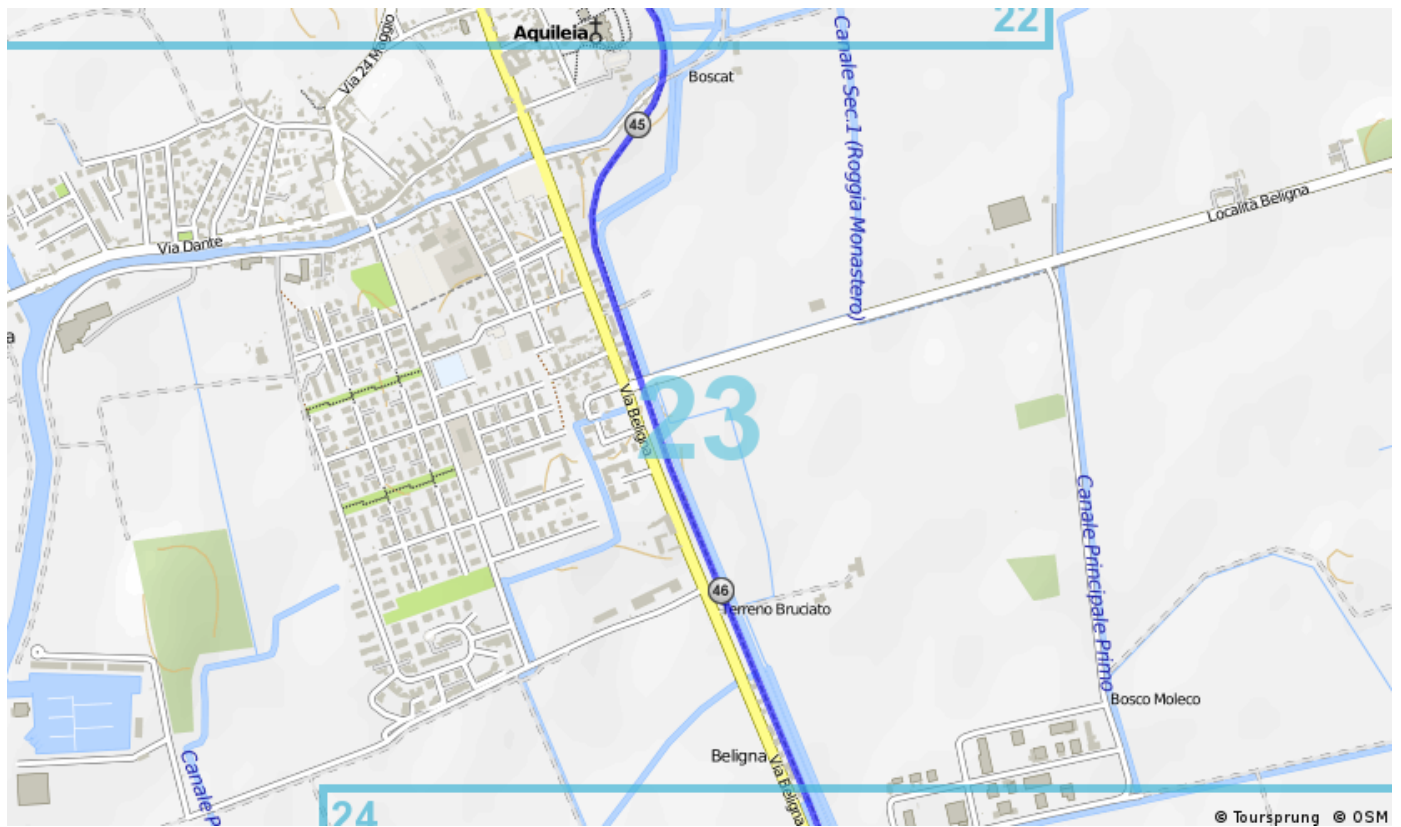 22
Aquileia
Via 24 Maggio
Boscat
45
Canale Sec.1 (Roggia Monastero)
Località Beligna
Via Dante
a
23
Via Beligna
Canale Principale Primo
46
Terreno Bruciato
Bosco Moleco
Beligna
Via Beligna
Canale P
24
© Toursprung © OSM